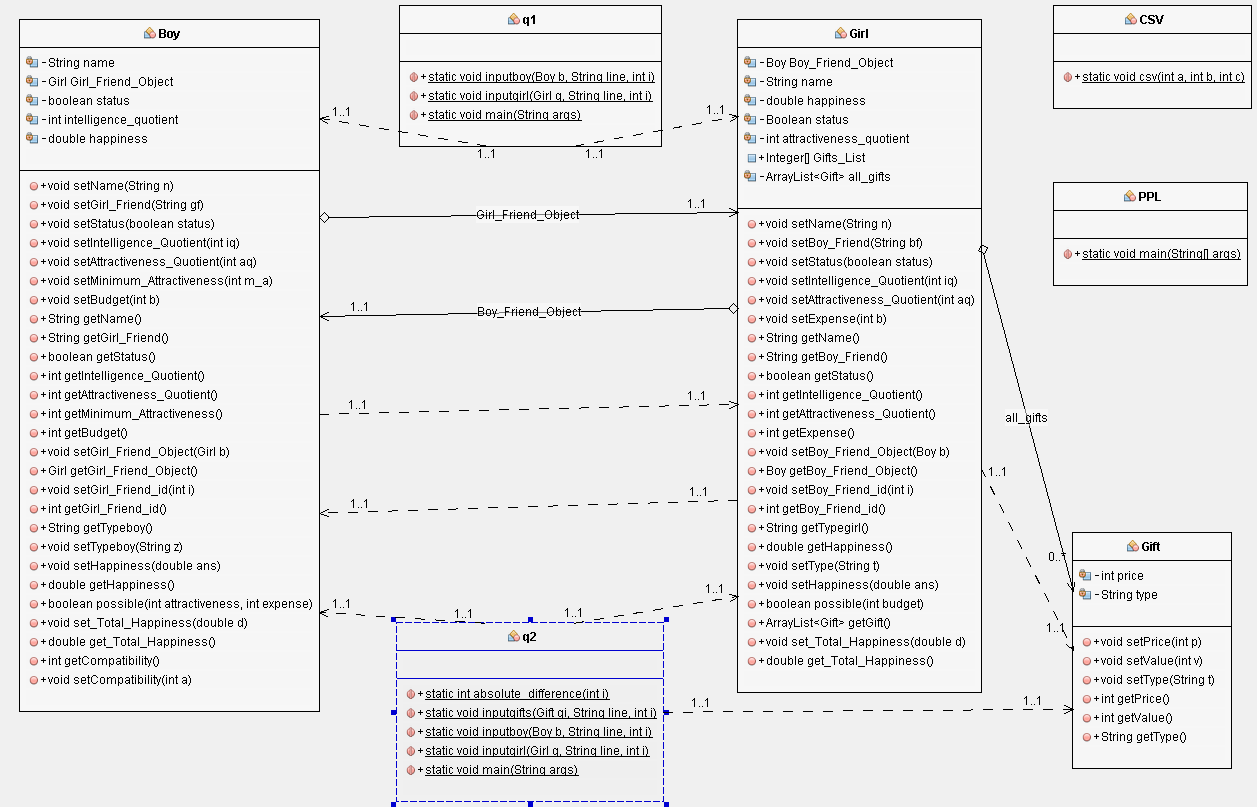 Boy
-String name
-Girl Girl_Friend_Object
-boolean status
-int intelligence_quotient
-double happiness
+void setName(String n)
+void setGirl_Friend(String gf)
+void setStatus(boolean status)
+void setIntelligence_Quotient(int iq)
+void setAttractiveness_Quotient(int aq)
+void setMinimum_Attractiveness(int m_a)
+void setBudget(int b)
+String getName()
+String getGirl_Friend()
+boolean getStatus()
+int getIntelligence_Quotient()
+int getAttractiveness_Quotient()
+int getMinimum_Attractiveness()
+int getBudget()
+void setGirl_Friend_Object(Girl b)
+Girl getGirl_Friend_Object()
+void setGirl_Friend_id(int i)
+int getGirl_Friend_id()
+String getTypeboy()
+void setTypeboy(String z)
+void setHappiness(double ans)
+double getHappiness()
+boolean possible(int attractiveness, int expense)
+void set_Total_Happiness(double d)
+double get_Total_Happiness()
+int getCompatibility()
+void setCompatibility(int a)
q1
+static void inputboy(Boy b, String line, int i)
+static void inputgirl(Girl g, String line, int i)
+static void main(String args)
1..1
1..1
1..1
1..1
Girl_Friend_Object
1..1
1..1
Boy_Friend_Object
1..1
1..1
1..1
1..1
1..1
1..1
1..1
1..1
q2
+static int absolute_difference(int i)
+static void inputgifts(Gift gi, String line, int i)
+static void inputboy(Boy b, String line, int i)
+static void inputgirl(Girl g, String line, int i)
+static void main(String args)
1..1
1..1
Girl
-Boy Boy_Friend_Object
-String name
-double happiness
-Boolean status
-int attractiveness_quotient
+Integer[] Gifts_List
-ArrayList<Gift> all_gifts
+void setName(String n)
+void setBoy_Friend(String bf)
+void setStatus(boolean status)
+void setIntelligence_Quotient(int iq)
+void setAttractiveness_Quotient(int aq)
+void setExpense(int b)
+String getName()
+String getBoy_Friend()
+boolean getStatus()
+int getIntelligence_Quotient()
+int getAttractiveness_Quotient()
+int getExpense()
+void setBoy_Friend_Object(Boy b)
+Boy getBoy_Friend_Object()
+void setBoy_Friend_id(int i)
+int getBoy_Friend_id()
+String getTypegirl()
+double getHappiness()
+void setType(String t)
+void setHappiness(double ans)
+boolean possible(int budget)
+ArrayList<Gift> getGift()
+void set_Total_Happiness(double d)
+double get_Total_Happiness()
CSV
+static void csv(int a, int b, int c)
PPL
+static void main(String[] args)
all_gifts
1..1
0..*
1..1
Gift
-int price
-String type
+void setPrice(int p)
+void setValue(int v)
+void setType(String t)
+int getPrice()
+int getValue()
+String getType()